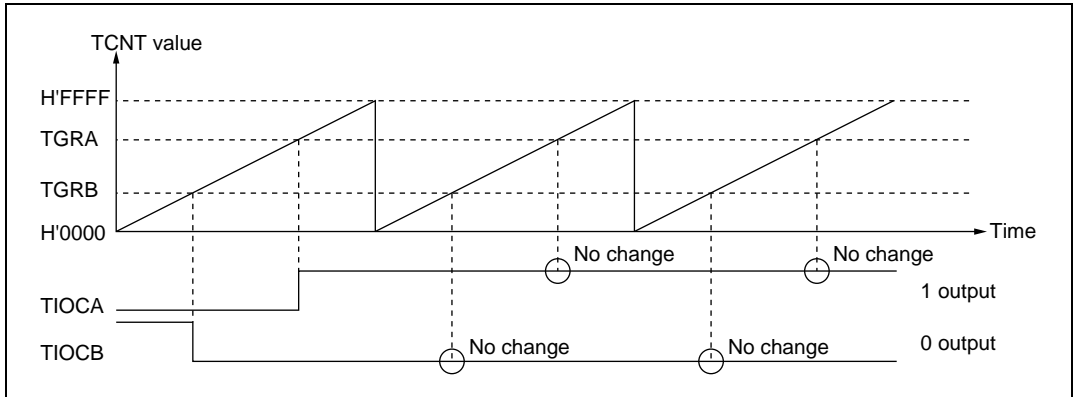 TCNT value
H'FFFF
TGRA
TGRB
H'0000
Time
No change No change
TIOCA
1 output
TIOCB
No change No change
0 output